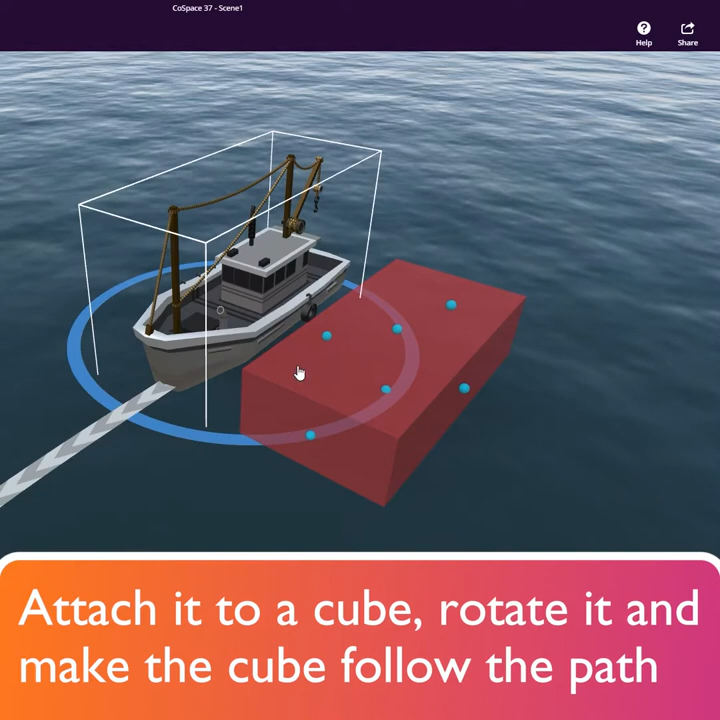 CoSpace 37 - Scene1
Help
Share
Attach it to a cube, rotate it and
make the cube follow the path